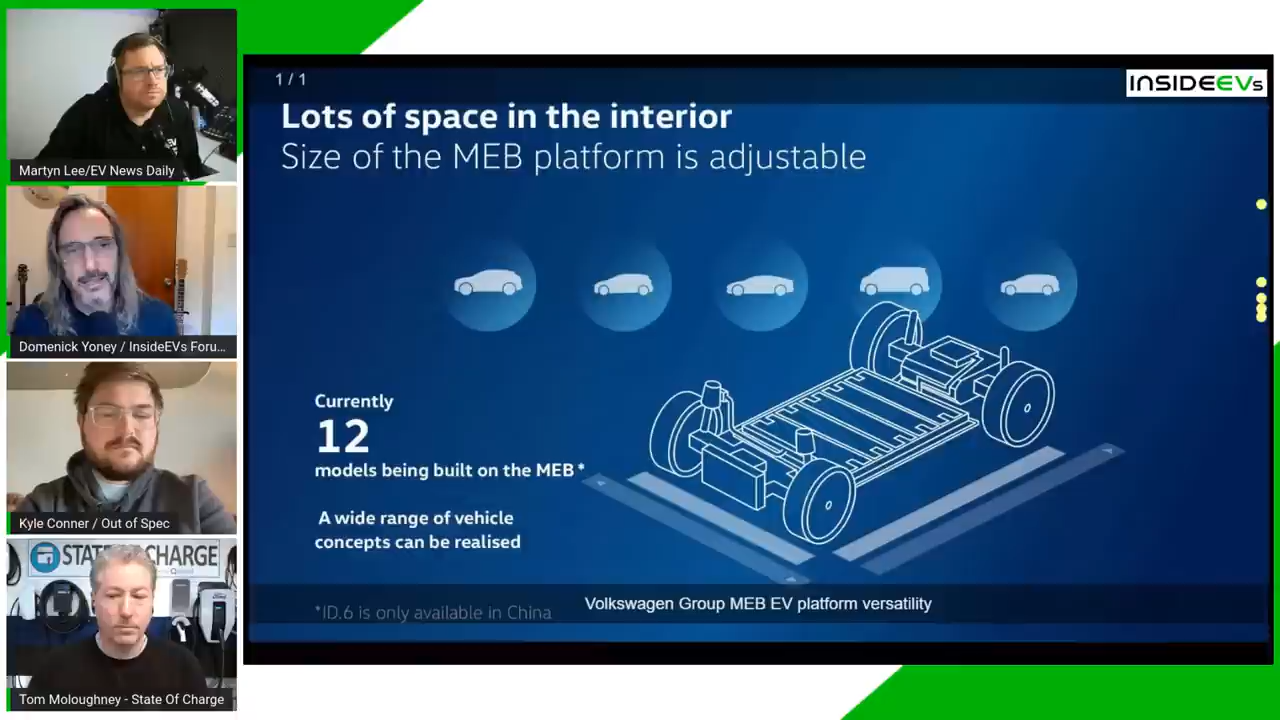 Martyn Lee/EV News Daily
Domenick Yoney / InsideEVs Foru...
Kyle Conner / Out of Spec
STATE OF CHARGE
Tom Moloughney - State Of Charge
1 / 1
INSIDEEVs
Lots of space in the interior
Size of the MEB platform is adjustable
Currently
12
models being built on the MEB*
A wide range of vehicle
concepts can be realised
*ID.6 is only available in China
Volkswagen Group MEB EV platform versatility